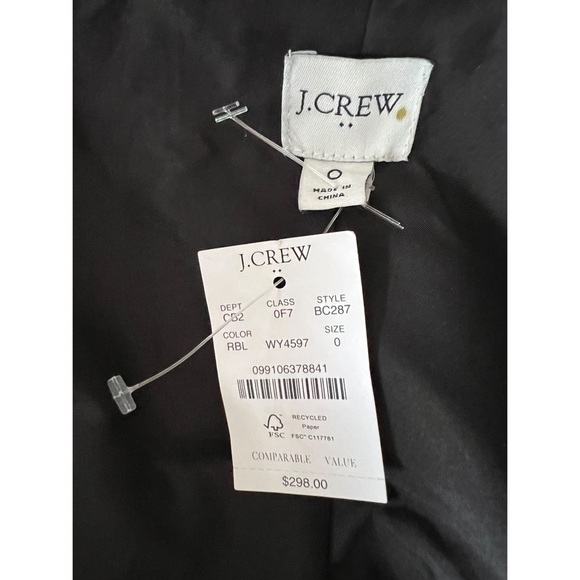 J.CREW
0
MADE IN
CHINA
J.CREW
DEPT CLASS STYLE
CB2 0F7 BC287
COLOR SIZE
RBL WY4597 0
099106378841
RECYCLED
Paper
FSC® C117761
FSC
COMPARABLE VALUE
$298.00